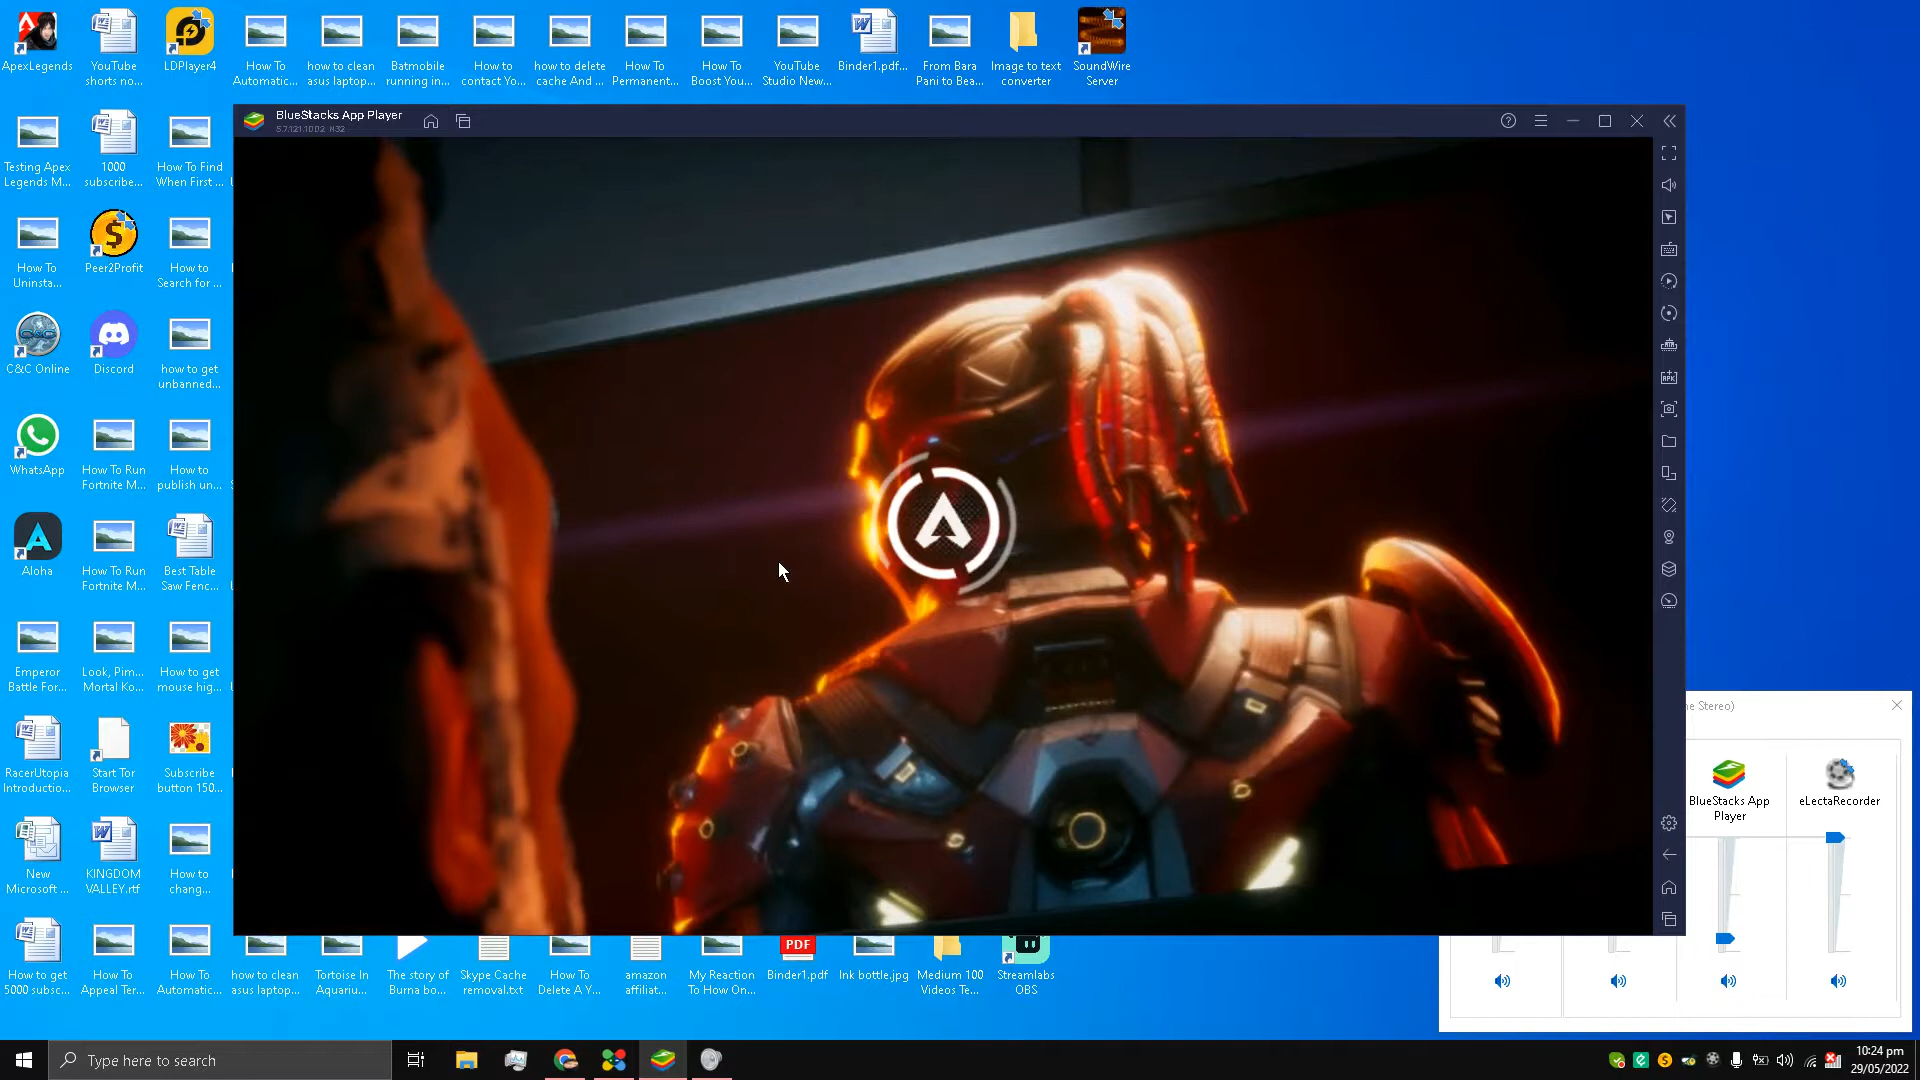 ApexLegends
YouTube shorts no...
LDPlayer4
How To Automatic...
how to clean asus laptop...
Batmobile running in...
How to contact Yo...
how to delete cache And ...
How To Permanent...
How To Boost You...
YouTube Studio New...
Binder1.pdf...
From Bara Pani to Bea...
Image to text converter
SoundWire Server
BlueStacks App Player
5.7.121.1002 N32
Testing Apex Legends M...
1000 subscribe...
How To Find When First ...
How To Uninsta...
Peer2Profit
How to Search for ...
C&C Online
Discord
how to get unbanned...
WhatsApp
How To Run Fortnite M...
How to publish un...
Aloha
How To Run Fortnite M...
Best Table Saw Fenc...
Emperor Battle For...
Look, Pim... Mortal Ko...
How to get mouse hig...
RacerUtopia Introductio...
Start Tor Browser
Subscribe button 150...
New Microsoft ...
KINGDOM VALLEY.rtf
How to chang...
How to get 5000 subsc...
How To Appeal Ter...
How To Automatic...
how to clean asus laptop...
Tortoise In Aquariu...
The story of Burna bo...
Skype Cache removal.txt
How To Delete A Y...
amazon affiliat...
My Reaction To How On...
PDF
Binder1.pdf
Ink bottle.jpg
Medium 100 Videos Te...
Streamlabs OBS
APK
ne Stereo)
BlueStacks App Player
eLectaRecorder
Type here to search
10:24 pm
29/05/2022